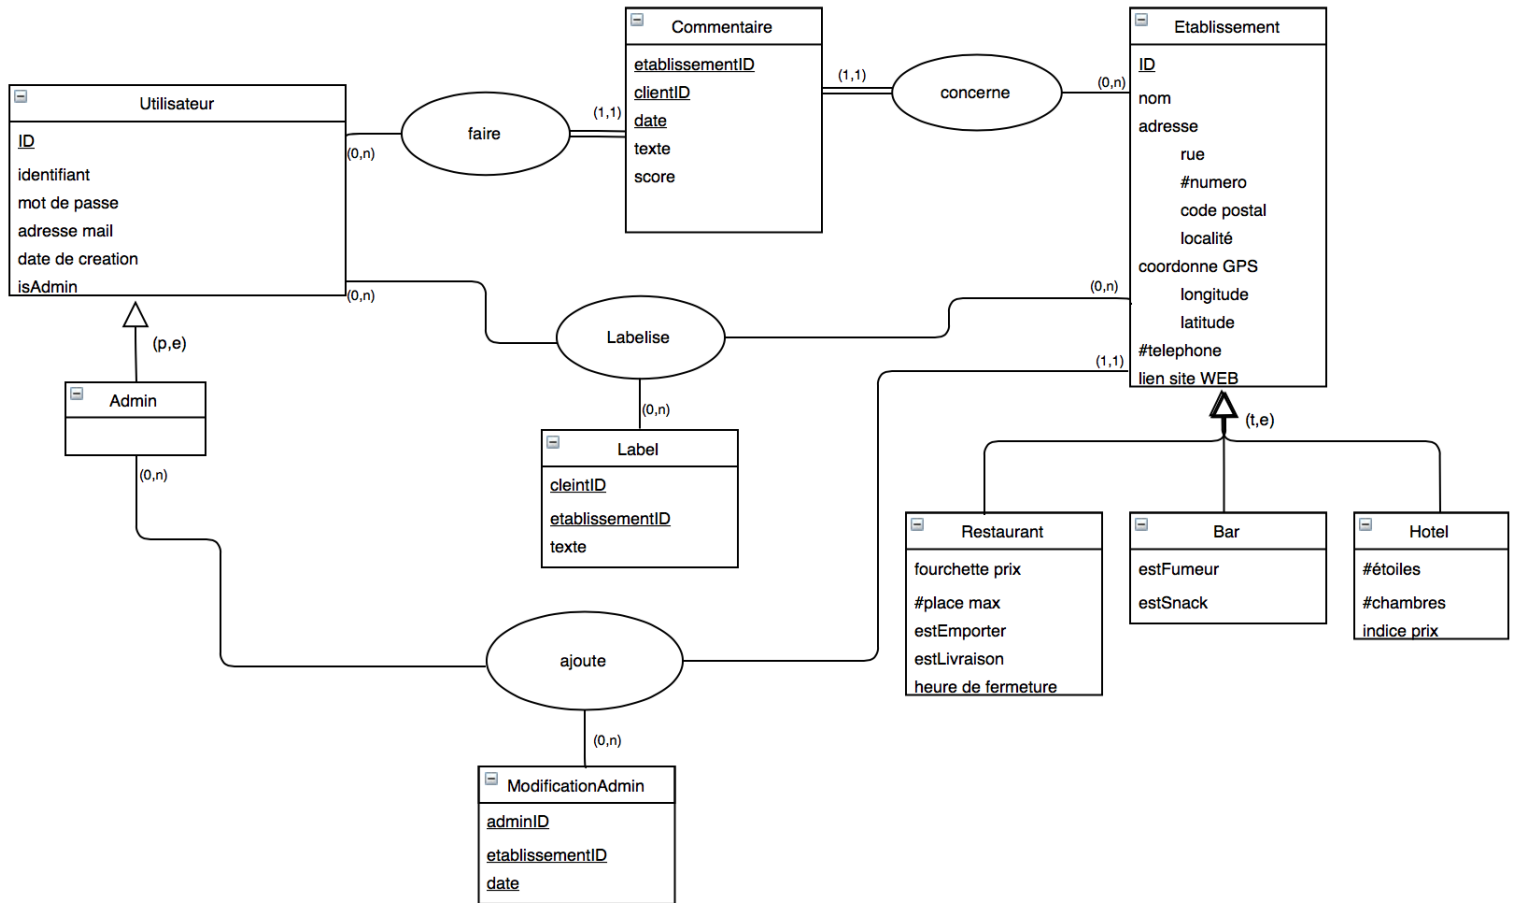 Utilisateur
ID
identifiant
mot de passe
adresse mail
date de creation
isAdmin
(0,n)
faire
(1,1)
Commentaire
etablissementID
clientID
date
texte
score
(1,1)
concerne
(0,n)
Etablissement
ID
nom
adresse
rue
#numero
code postal
localité
coordonne GPS
longitude
latitude
#telephone
lien site WEB
(0,n)
Labelise
(0,n)
(0,n)
Label
cleintID
etablissementID
texte
(p,e)
Admin
(0,n)
ajoute
(1,1)
(0,n)
ModificationAdmin
adminID
etablissementID
date
(t,e)
Restaurant
fourchette prix
#place max
estEmporter
estLivraison
heure de fermeture
Bar
estFumeur
estSnack
Hotel
#étoiles
#chambres
indice prix